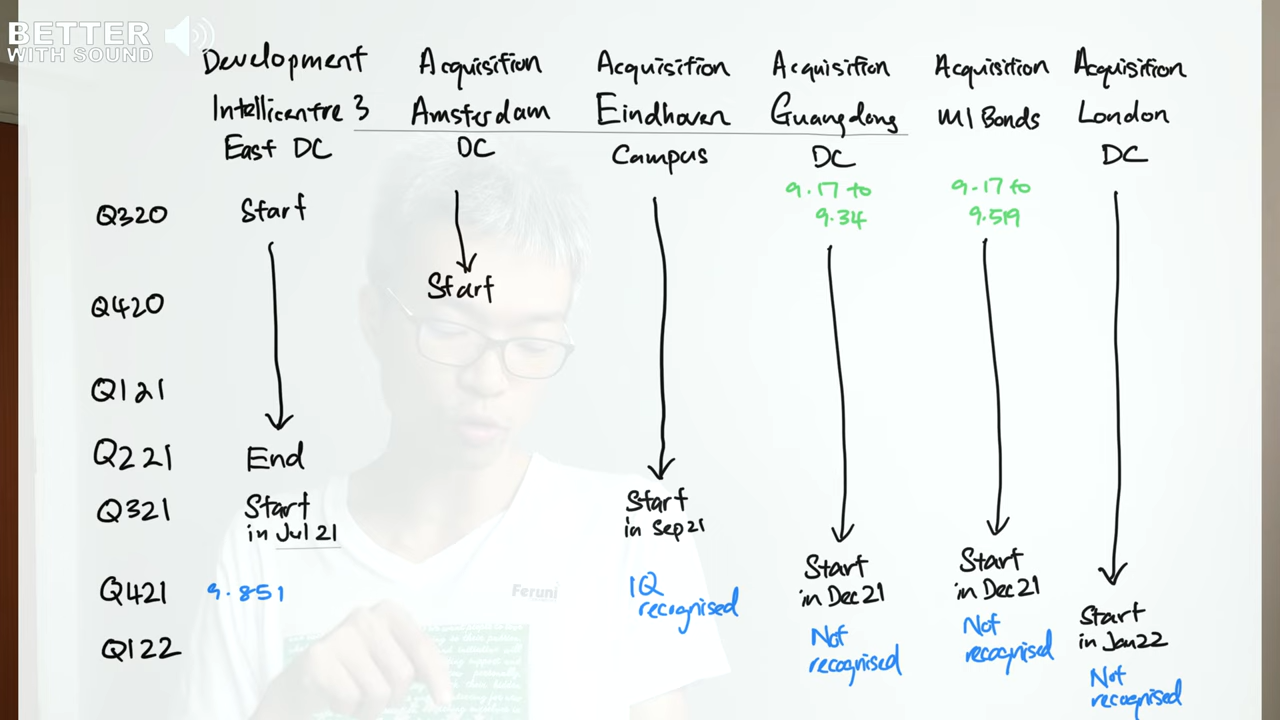 BETTER
WITH SOUND
Development
Intellicentre 3
East DC
Acquisition
Amsterdam
DC
Acquisition
Eindhoven
Campus
Acquisition
Guangdong
DC
9.17 to
9.34
Acquisition
M1 Bonds
9.17 to
9.519
Acquisition
London
DC
Q320
Start
Q420
Start
Q121
Q221
End
Q321
Start
in Jul 21
Start
in Sep 21
Q421
9.851
1Q
recognised
Start
in Dec 21
Not
recognised
Start
in Dec 21
Not
recognised
Q122
Start
in Jan 22
Not
recognised
Feruni